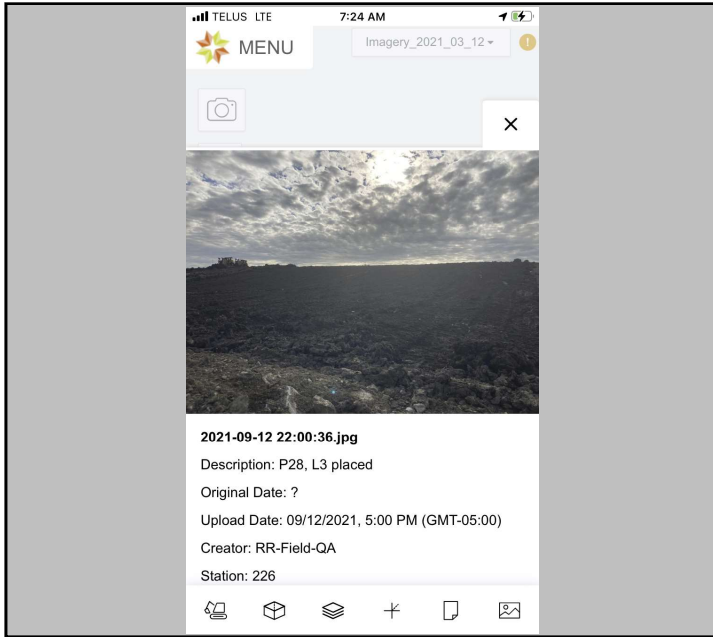 TELUS LTE 7:24 AM
MENU Imagery_2021_03_12
2021-09-12 22:00:36.jpg
Description: P28, L3 placed
Original Date: ?
Upload Date: 09/12/2021, 5:00 PM (GMT-05:00)
Creator: RR-Field-QA
Station: 226